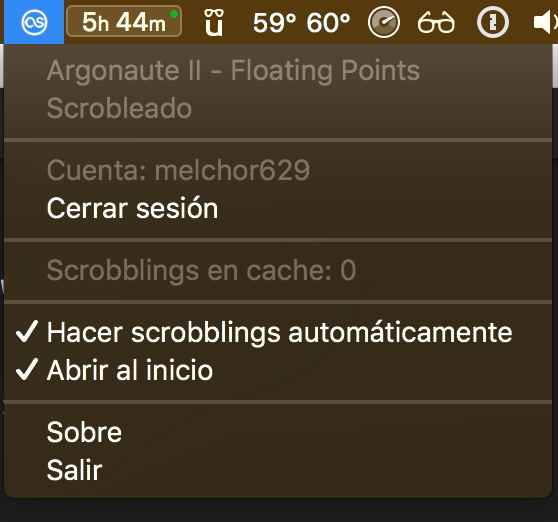 5h 44m ü 59° 60°
Argonaute II - Floating Points
Scrobleado
Cuenta: melchor629
Cerrar sesión
Scrobblings en cache: 0
✓ Hacer scrobblings automáticamente
✓ Abrir al inicio
Sobre
Salir